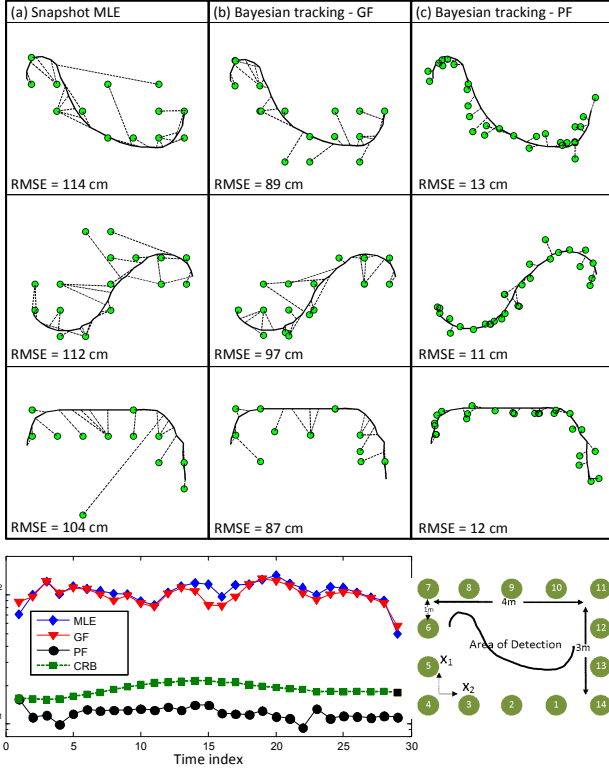 (a) Snapshot MLE
(b) Bayesian tracking - GF
(c) Bayesian tracking - PF
RMSE = 114 cm
RMSE = 89 cm
RMSE = 13 cm
RMSE = 112 cm
RMSE = 97 cm
RMSE = 11 cm
RMSE = 104 cm
RMSE = 87 cm
RMSE = 12 cm
2
MLE
GF
PF
CRB
0 5 10 15 20 25 30
Time index
7 8 9 10 11
4m
1m
6 12
Area of Detection
3m
5 X1 13
X2
4 3 2 1 14